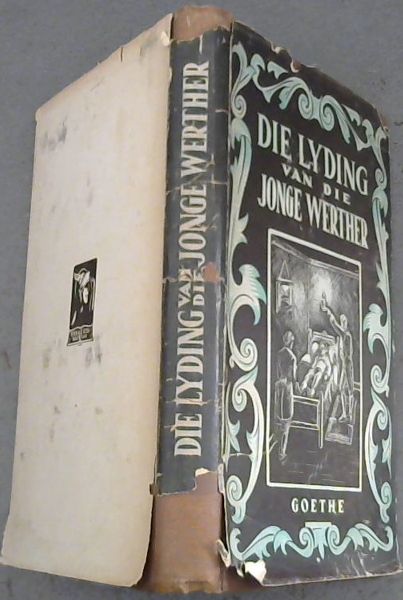 DIE LYDING
VAN DIE
JONGE WERTHER
GOETHE
DIE LYDING VAN DIE JONGE WERTHER